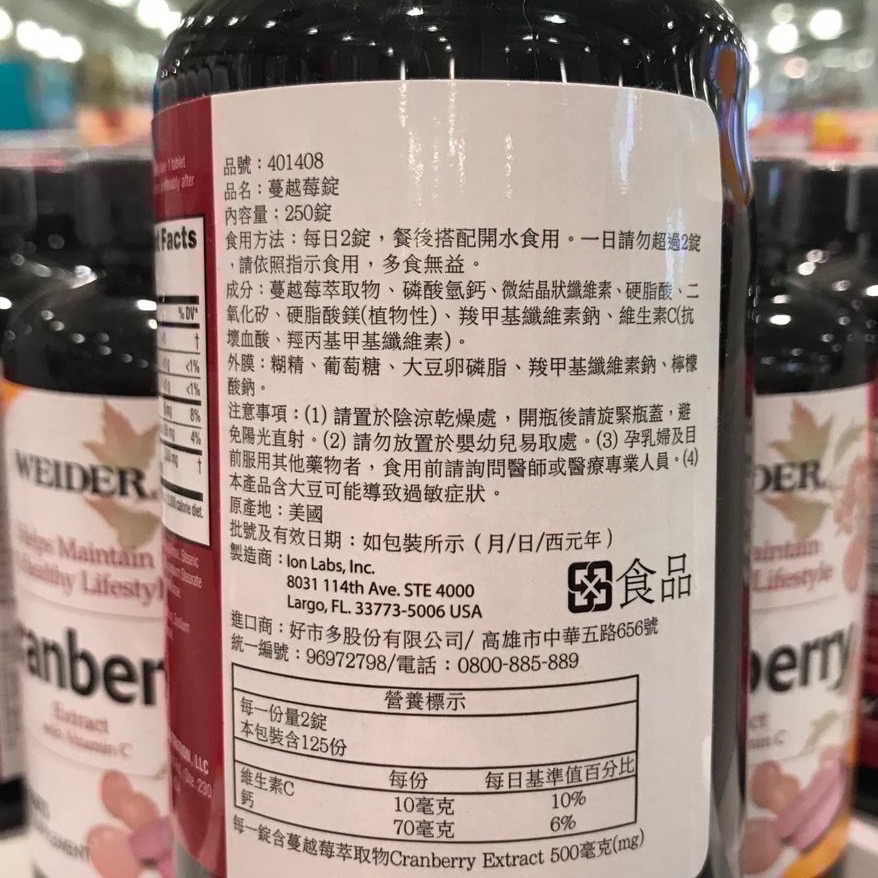 品號：401408
品名：蔓越莓錠
內容量：250錠
食用方法：每日2錠，餐後搭配開水食用。一日請勿超過2錠
，請依照指示食用，多食無益。
成分：蔓越莓萃取物、磷酸氫鈣、微結晶狀纖維素、硬脂酸、二
氧化矽、硬脂酸鎂(植物性)、羧甲基纖維素鈉、維生素C(抗
壞血酸、羥丙基甲基纖維素)。
外膜：糊精、葡萄糖、大豆卵磷脂、羧甲基纖維素鈉、檸檬
酸鈉。
注意事項：(1) 請置於陰涼乾燥處，開瓶後請旋緊瓶蓋，避
免陽光直射。(2) 請勿放置於嬰幼兒易取處。(3) 孕乳婦及目
前服用其他藥物者，食用前請詢問醫師或醫療專業人員。(4)
本產品含大豆可能導致過敏症狀。
原產地：美國
批號及有效日期：如包裝所示（月/日/西元年）
製造商：Ion Labs, Inc.
8031 114th Ave. STE 4000
Largo, FL. 33773-5006 USA
食品
進口商：好市多股份有限公司/ 高雄市中華五路656號
統一編號：96972798/電話：0800-885-889
營養標示
每一份量2錠
本包裝含125份
每份 每日基準值百分比
維生素C 10毫克 10%
鈣 70毫克 6%
每一錠含蔓越莓萃取物Cranberry Extract 500毫克(mg)
Facts
% DV*
<1%
<1%
8%
4%
calorie diet.
LLC
230
WEIDER
Helps Maintain
Healthy Lifestyl
anber
Extract
with Vitamin C
DER
aintain
Lifestyle
berry